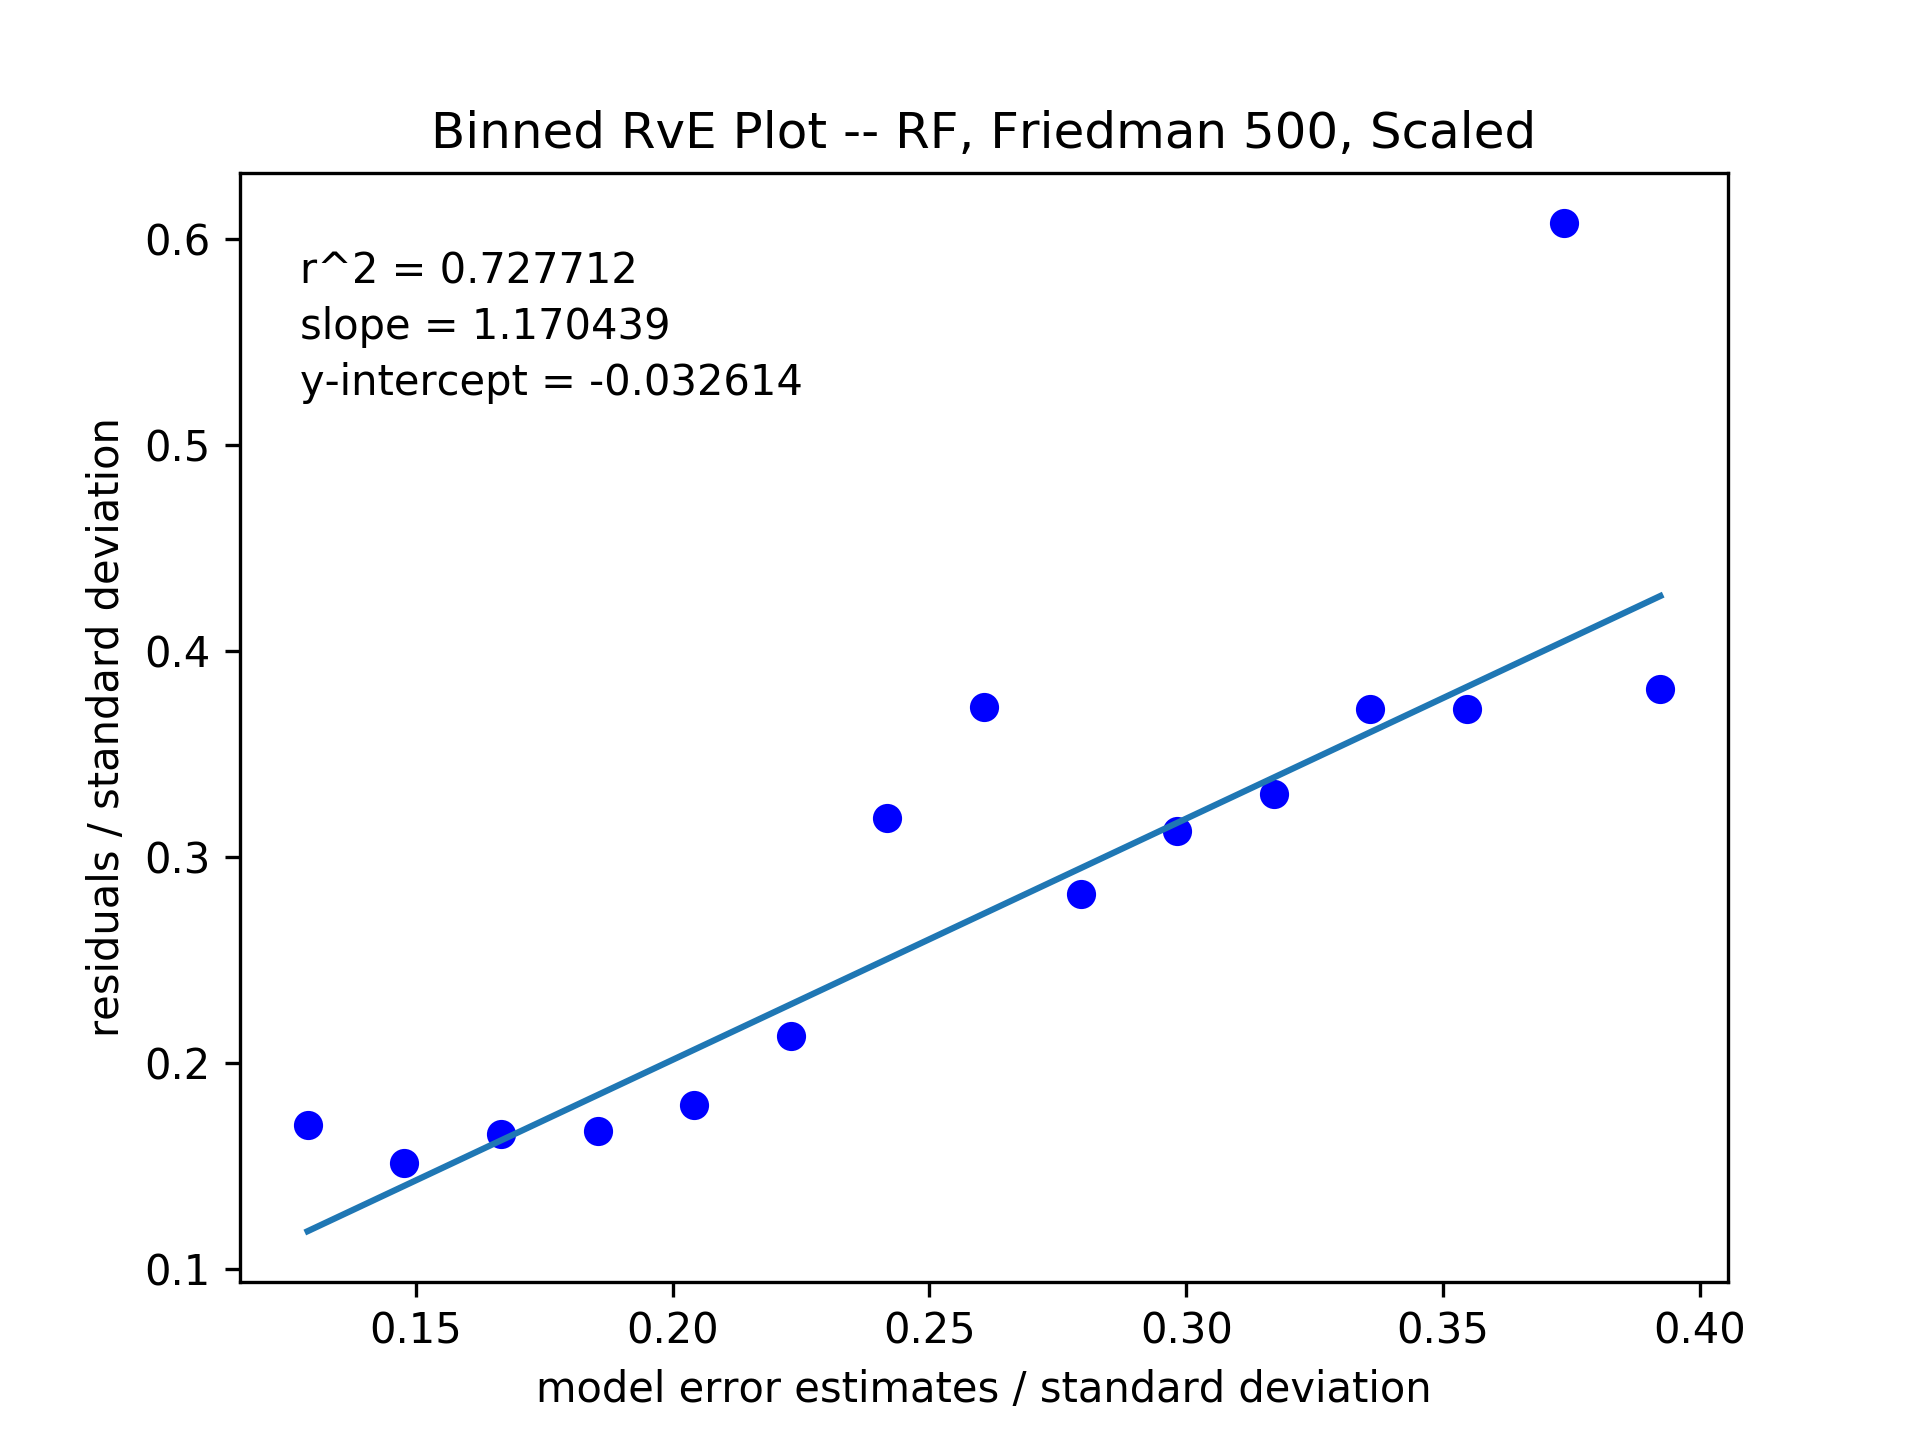 Binned RvE Plot -- RF, Friedman 500, Scaled
r^2 = 0.727712
slope = 1.170439
y-intercept = -0.032614
residuals / standard deviation
0.6
0.5
0.4
0.3
0.2
0.1
0.15 0.20 0.25 0.30 0.35 0.40
model error estimates / standard deviation